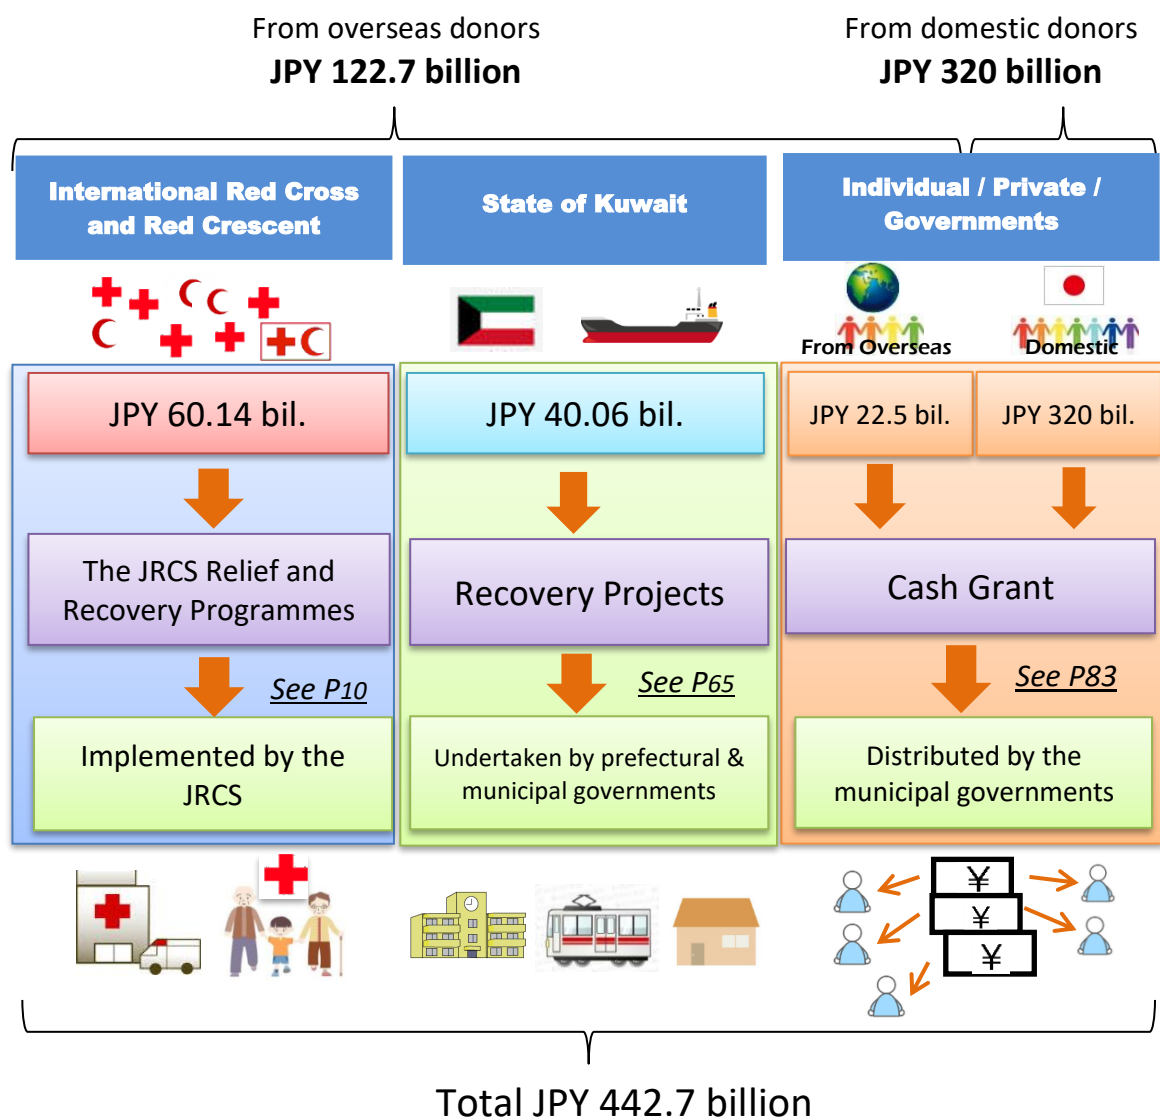 From overseas donors
JPY 122.7 billion
From domestic donors
JPY 320 billion
International Red Cross
and Red Crescent
State of Kuwait
Individual / Private /
Governments
From Overseas
Domestic
JPY 60.14 bil.
JPY 40.06 bil.
JPY 22.5 bil.
JPY 320 bil.
The JRCS Relief and
Recovery Programmes
Recovery Projects
Cash Grant
See P10
See P65
See P83
Implemented by the
JRCS
Undertaken by prefectural &
municipal governments
Distributed by the
municipal governments
¥
¥
¥
Total JPY 442.7 billion